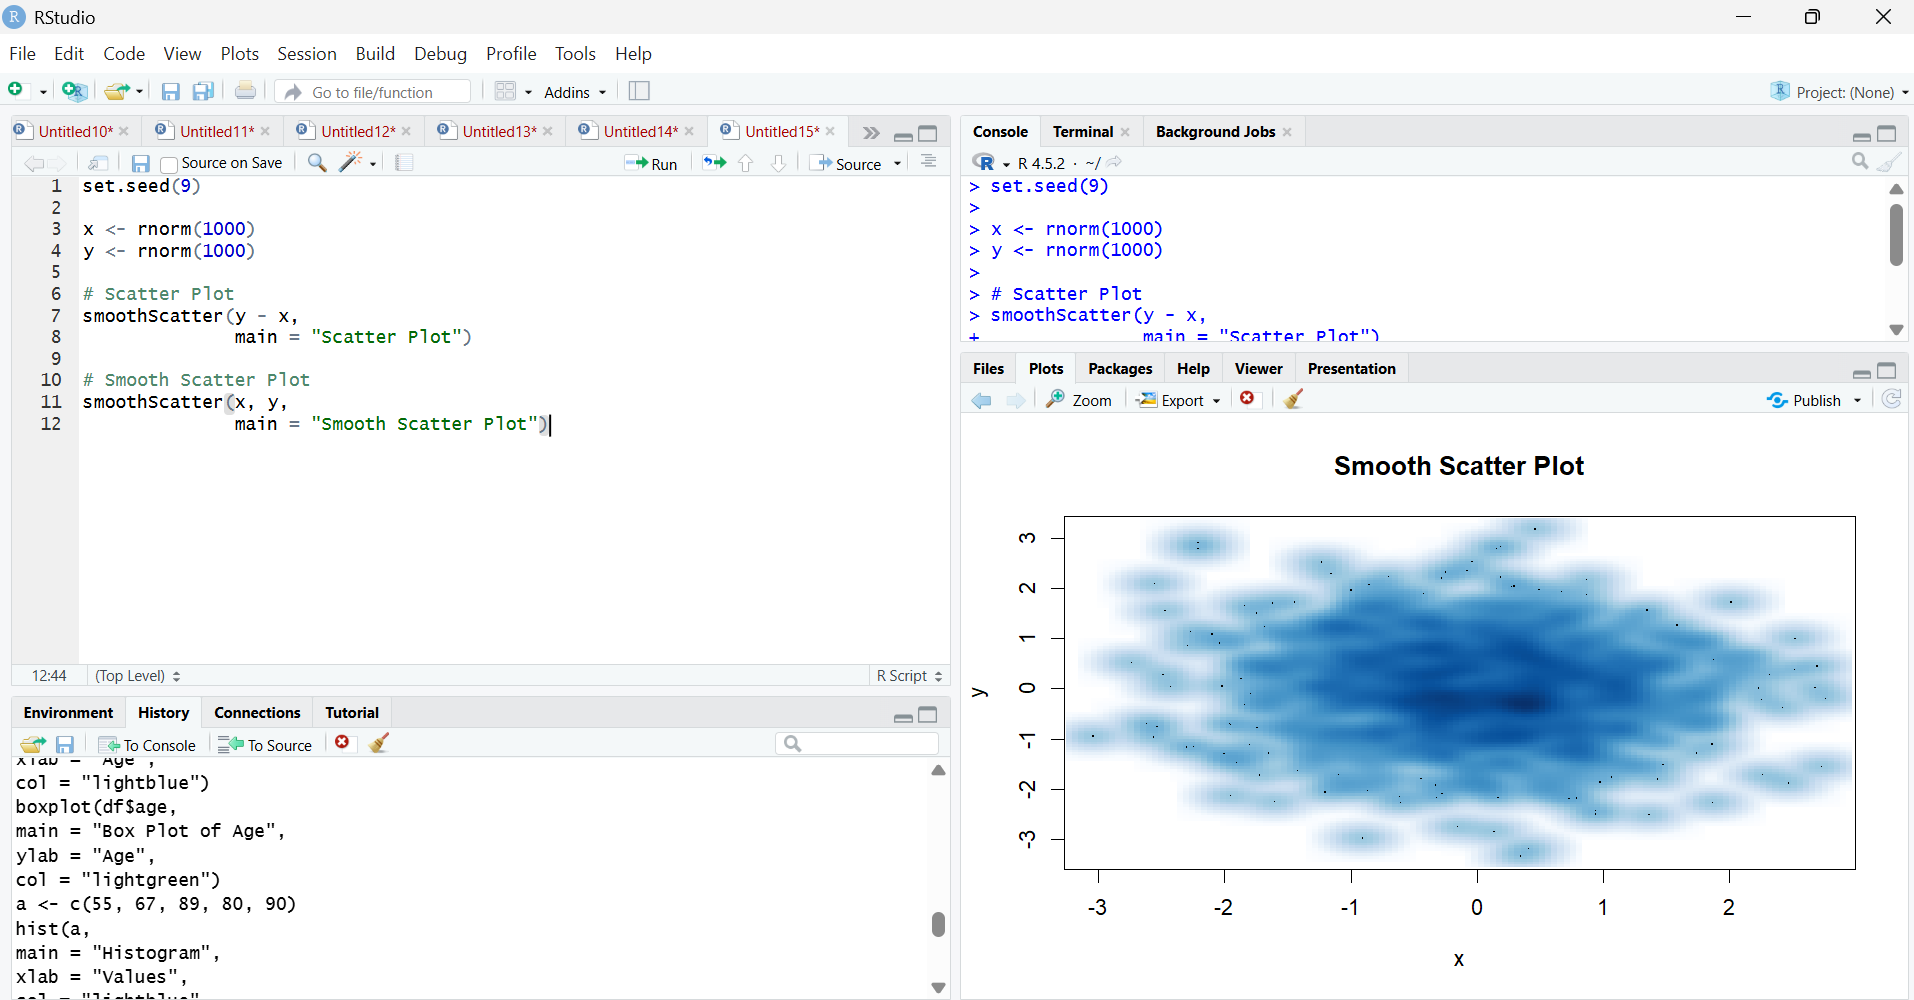 RStudio
File Edit Code View Plots Session Build Debug Profile Tools Help
Go to file/function Addins Project: (None)
Untitled10* Untitled11* Untitled12* Untitled13* Untitled14* Untitled15*
Source on Save Run Source
1 set.seed(9)
2
3 x <- rnorm(1000)
4 y <- rnorm(1000)
5
6 # Scatter Plot
7 smoothScatter(y - x,
8 main = "Scatter Plot")
9
10 # Smooth Scatter Plot
11 smoothScatter(x, y,
12 main = "Smooth Scatter Plot")
12:44 (Top Level) R Script
Environment History Connections Tutorial
To Console To Source
xlab = "Age",
col = "lightblue")
boxplot(df$age,
main = "Box Plot of Age",
ylab = "Age",
col = "lightgreen")
a <- c(55, 67, 89, 80, 90)
hist(a,
main = "Histogram",
xlab = "Values",
col = "lightblue"
Console Terminal Background Jobs
R 4.5.2 · ~/
> set.seed(9)
>
> x <- rnorm(1000)
> y <- rnorm(1000)
>
> # Scatter Plot
> smoothScatter(y - x,
+ main = "Scatter Plot")
Files Plots Packages Help Viewer Presentation
Zoom Export Publish
Smooth Scatter Plot
3
2
1
0
-1
-2
-3
y
-3 -2 -1 0 1 2
x